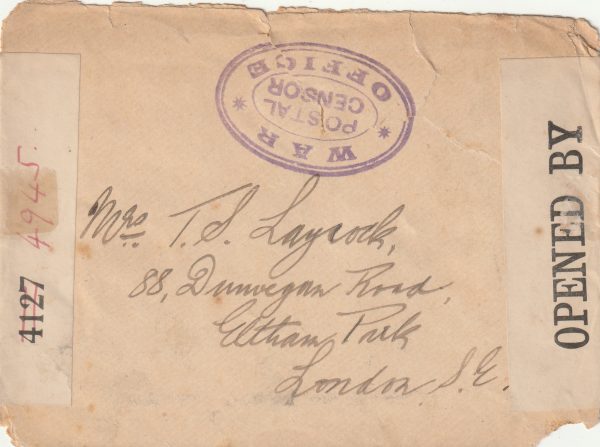 WAR OFFICE
POSTAL
CENSOR
4945
4127
OPENED BY
Mrs. T. S. Laycock,
88, Dunvegan Road,
Eltham Park
London. S.E.